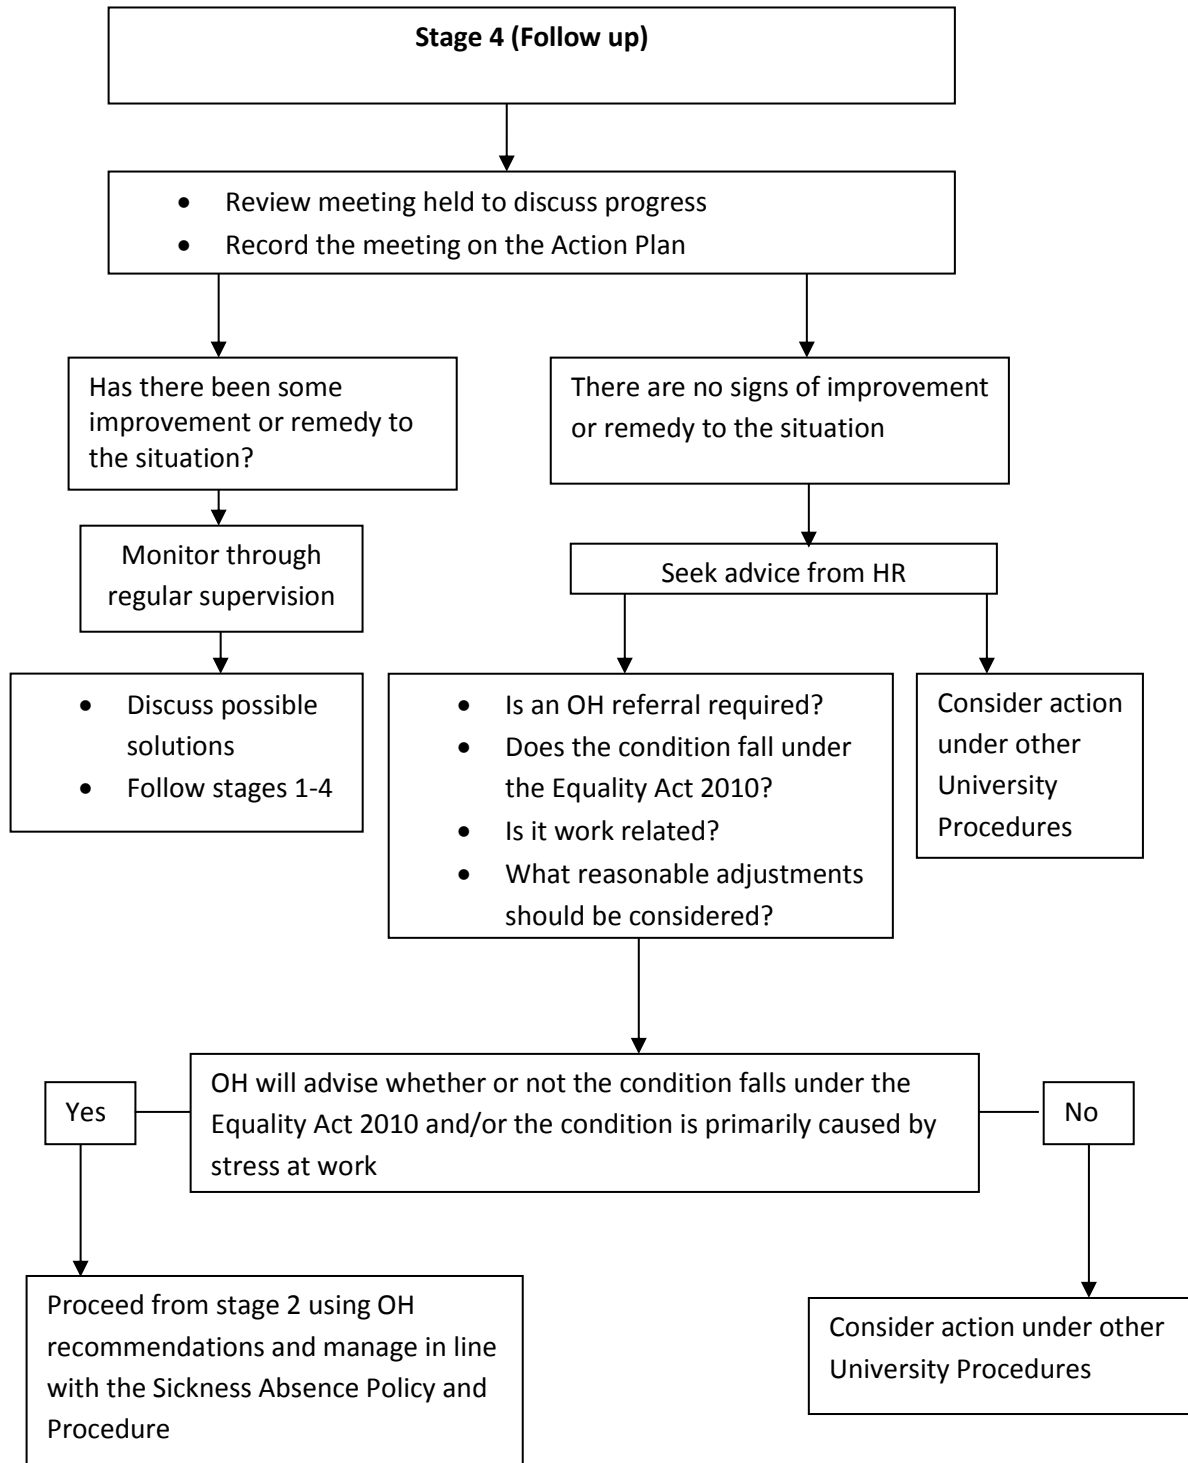 Stage 4 (Follow up)
• Review meeting held to discuss progress
• Record the meeting on the Action Plan
Has there been some
improvement or remedy to
the situation?
There are no signs of improvement
or remedy to the situation
Monitor through
regular supervision
Seek advice from HR
• Discuss possible
solutions
• Follow stages 1-4
• Is an OH referral required?
• Does the condition fall under
the Equality Act 2010?
• Is it work related?
• What reasonable adjustments
should be considered?
Consider action
under other
University
Procedures
Yes
OH will advise whether or not the condition falls under the
Equality Act 2010 and/or the condition is primarily caused by
stress at work
No
Proceed from stage 2 using OH
recommendations and manage in line
with the Sickness Absence Policy and
Procedure
Consider action under other
University Procedures